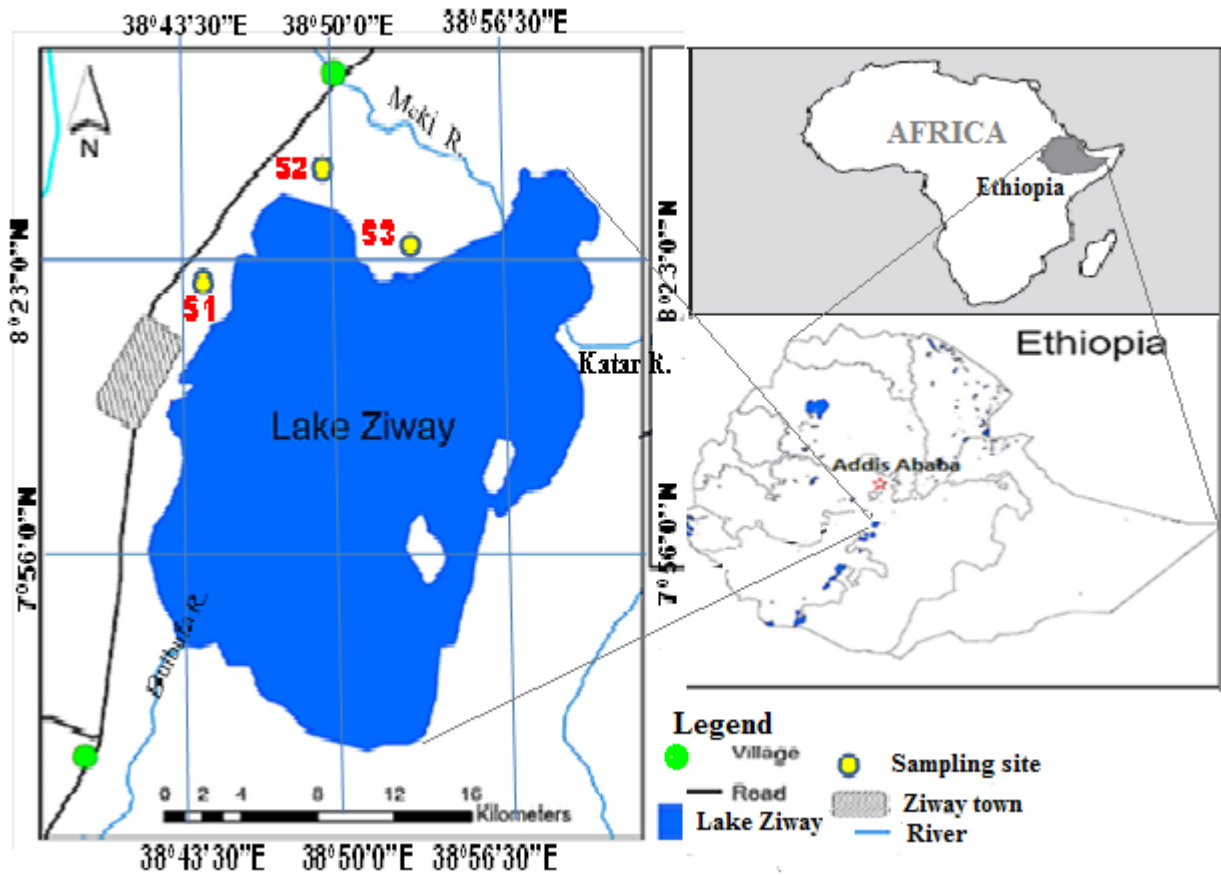 38°43'30"E 38°50'0"E 38°56'30"E
Meki R.
N
S2
S3
S1
8°23'0"N
8°23'0"N
Katar R.
Lake Ziway
7°56'0"N
7°56'0"N
Bulbula R.
0 2 4 8 12 16
Kilometers
38°43'30"E 38°50'0"E 38°56'30"E
AFRICA
Ethiopia
Ethiopia
Addis Ababa
Legend
Village
Sampling site
Road
Ziway town
Lake Ziway
River